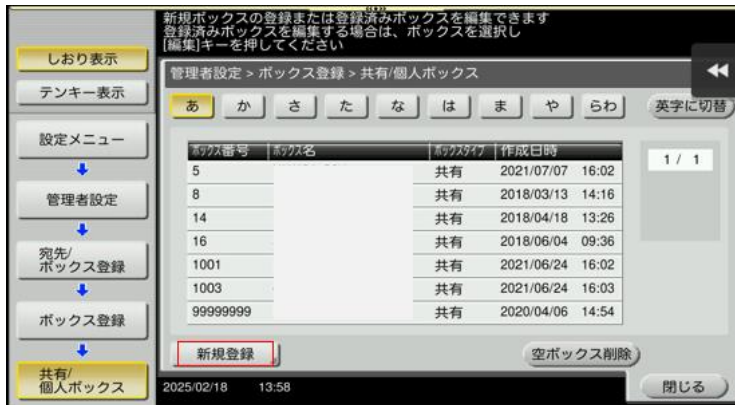 新規ボックスの登録または登録済みボックスを編集できます
登録済みボックスを編集する場合は、ボックスを選択し
[編集]キーを押してください
しおり表示
テンキー表示
設定メニュー
管理者設定
宛先/
ボックス登録
ボックス登録
共有/
個人ボックス
管理者設定 > ボックス登録 > 共有/個人ボックス
あ か さ た な は ま や らわ 英字に切替
ボックス番号 ボックス名 ボックスタイプ 作成日時
1/ 1
5 共有 2021/07/07 16:02
8 共有 2018/03/13 14:16
14 共有 2018/04/18 13:26
16 共有 2018/06/04 09:36
1001 共有 2021/06/24 16:02
1003 共有 2021/06/24 16:03
99999999 共有 2020/04/06 14:54
新規登録 空ボックス削除
2025/02/18 13:58 閉じる